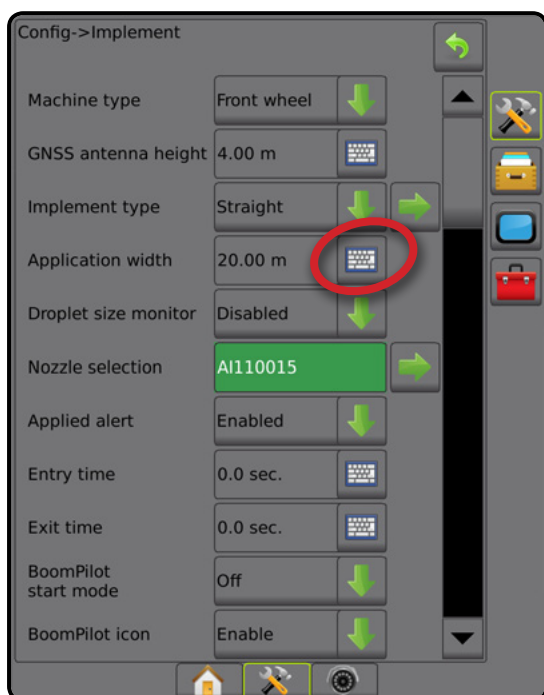 Config->Implement
Machine type Front wheel
GNSS antenna height 4.00 m
Implement type Straight
Application width 20.00 m
Droplet size monitor Disabled
Nozzle selection AI110015
Applied alert Enabled
Entry time 0.0 sec.
Exit time 0.0 sec.
BoomPilot
start mode Off
BoomPilot icon Enable